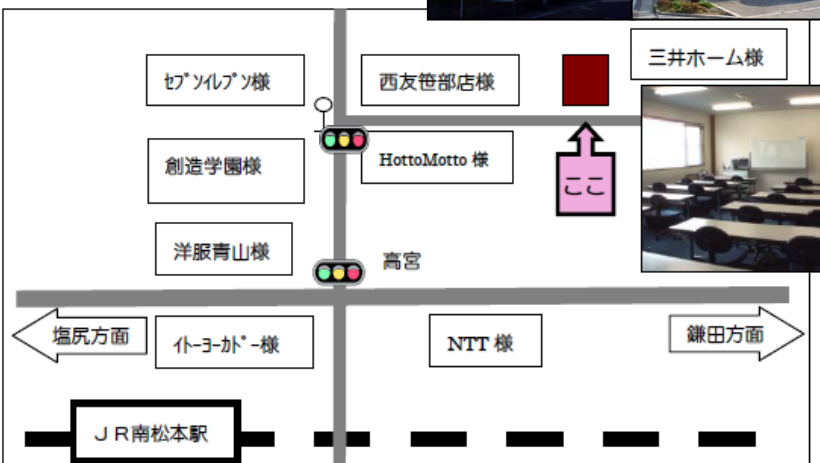 三井ホーム様
ｾﾌﾞﾝｲﾚﾌﾞﾝ様
西友笹部店様
創造学園様
HottoMotto 様
ここ
洋服青山様
高宮
塩尻方面
ｲﾄｰﾖｰｶﾄﾞｰ様
NTT 様
鎌田方面
ＪＲ南松本駅